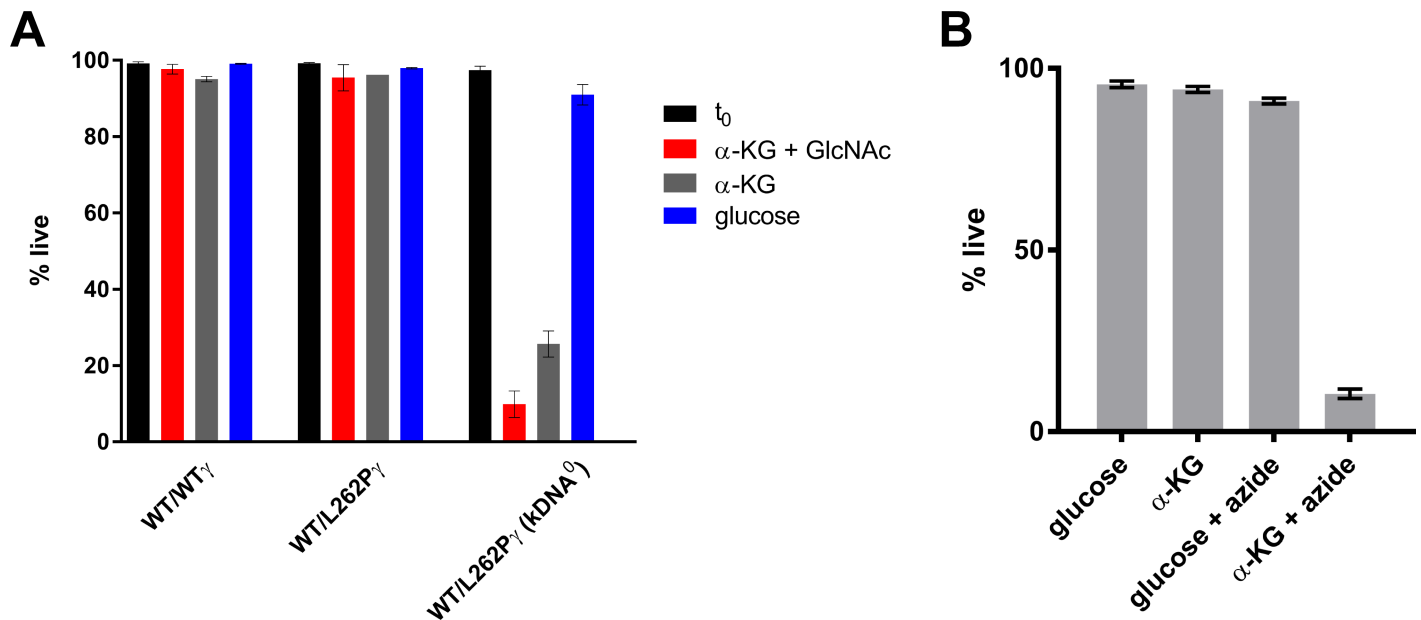 A
% live
100
80
60
40
20
0
WT/WTγ
WT/L262Pγ
WT/L262Pγ (kDNA⁰)
t₀
α-KG + GlcNAc
α-KG
glucose
B
% live
100
50
0
glucose
α-KG
glucose + azide
α-KG + azide